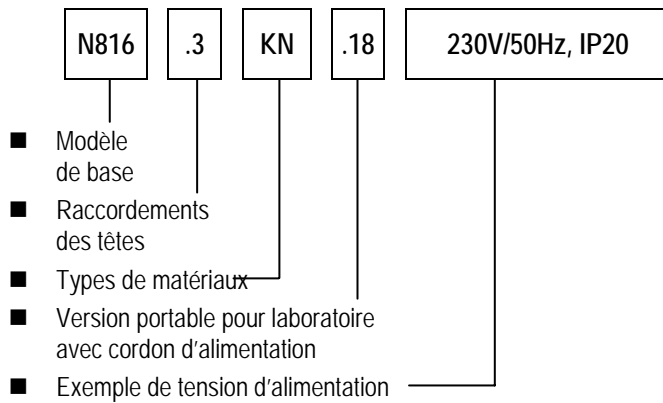 N816 .3 KN .18 230V/50Hz, IP20
■ Modèle
de base
■ Raccordements
des têtes
■ Types de matériaux
■ Version portable pour laboratoire
avec cordon d'alimentation
■ Exemple de tension d'alimentation